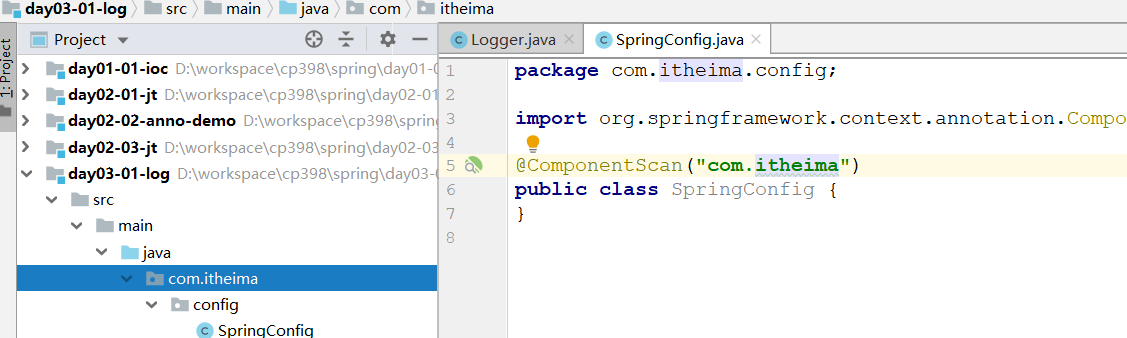 day03-01-log src main java com itheima
1: Project
Project
Logger.java SpringConfig.java
day01-01-ioc D:\workspace\cp398\spring\day01-0
day02-01-jt D:\workspace\cp398\spring\day02-01
day02-02-anno-demo D:\workspace\cp398\spring
day02-03-jt D:\workspace\cp398\spring\day02-03
day03-01-log D:\workspace\cp398\spring\day03-
src
main
java
com.itheima
config
SpringConfig
1 package com.itheima.config;
2
3 import org.springframework.context.annotation.Compo
4
5 @ComponentScan("com.itheima")
6 public class SpringConfig {
7 }
8